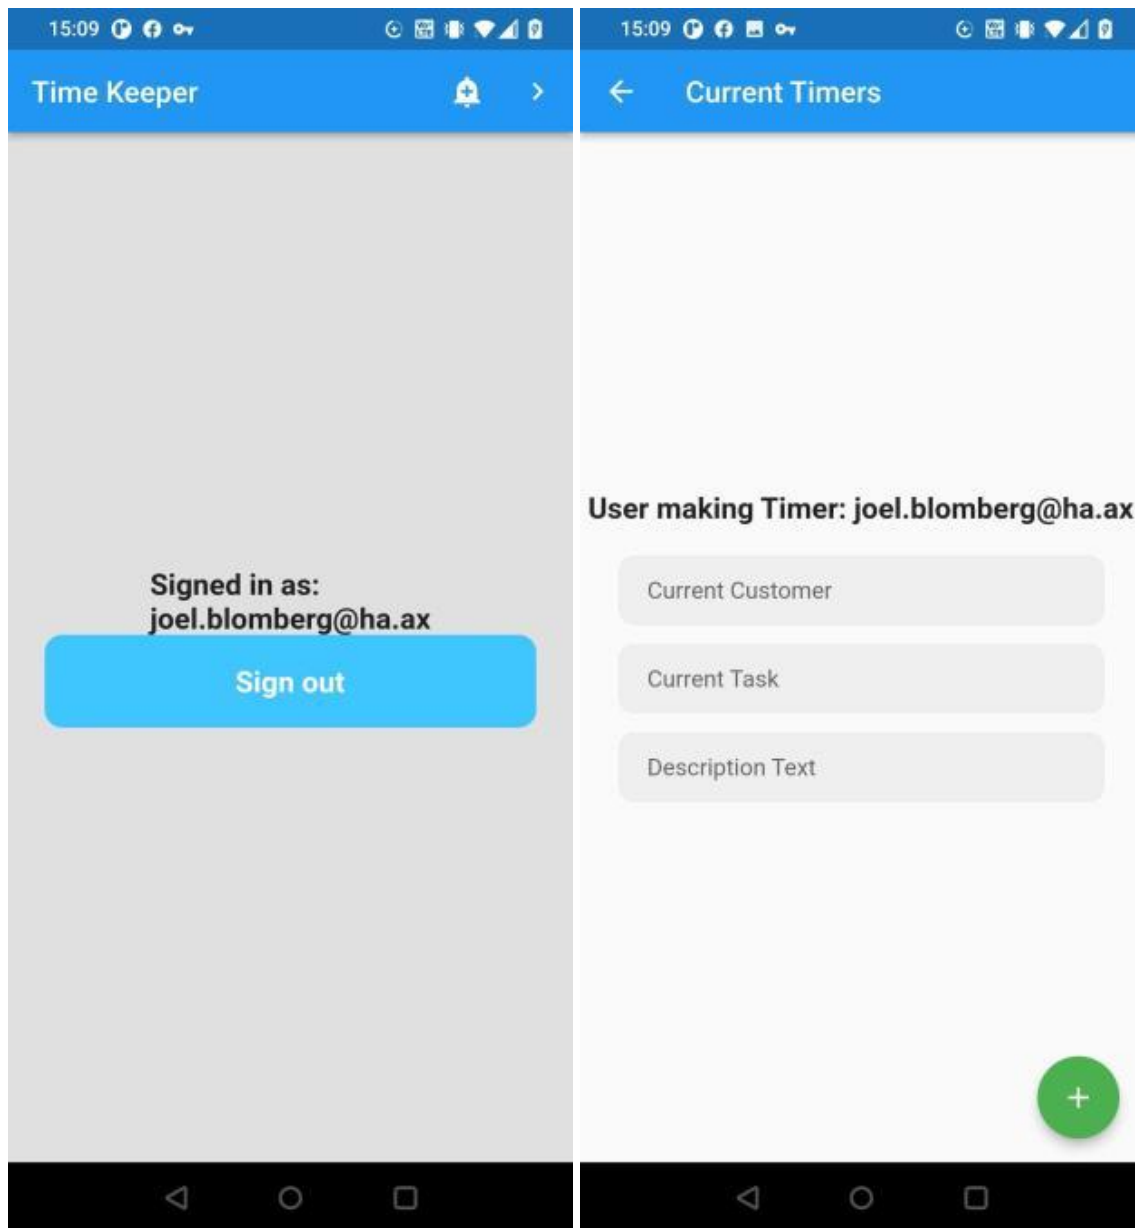 15:09
Time Keeper
Signed in as:
joel.blomberg@ha.ax
Sign out
15:09
Current Timers
User making Timer: joel.blomberg@ha.ax
Current Customer
Current Task
Description Text